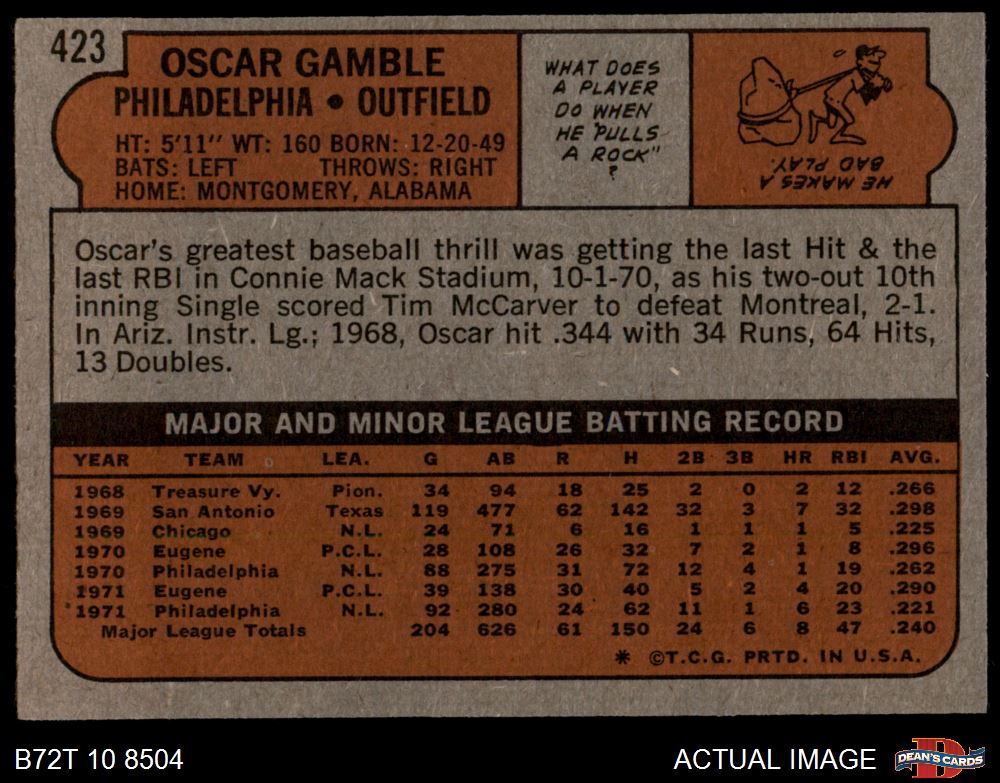 423
OSCAR GAMBLE
PHILADELPHIA • OUTFIELD
HT: 5'11" WT: 160 BORN: 12-20-49
BATS: LEFT THROWS: RIGHT
HOME: MONTGOMERY, ALABAMA
WHAT DOES
A PLAYER
DO WHEN
HE "PULLS
A ROCK"
?
HE MAKES A
BAD PLAY.
Oscar's greatest baseball thrill was getting the last Hit & the
last RBI in Connie Mack Stadium, 10-1-70, as his two-out 10th
inning Single scored Tim McCarver to defeat Montreal, 2-1.
In Ariz. Instr. Lg.; 1968, Oscar hit .344 with 34 Runs, 64 Hits,
13 Doubles.
MAJOR AND MINOR LEAGUE BATTING RECORD
YEAR TEAM LEA. G AB R H 2B 3B HR RBI AVG.
1968 Treasure Vy. Pion. 34 94 18 25 2 0 2 12 .266
1969 San Antonio Texas 119 477 62 142 32 3 7 32 .298
1969 Chicago N.L. 24 71 6 16 1 1 1 5 .225
1970 Eugene P.C.L. 28 108 26 32 7 2 1 8 .296
1970 Philadelphia N.L. 88 275 31 72 12 4 1 19 .262
1971 Eugene P.C.L. 39 138 30 40 5 2 4 20 .290
1971 Philadelphia N.L. 92 280 24 62 11 1 6 23 .221
Major League Totals 204 626 61 150 24 6 8 47 .240
* ©T.C.G. PRTD. IN U.S.A.
B72T 10 8504
ACTUAL IMAGE
DEAN'S CARDS